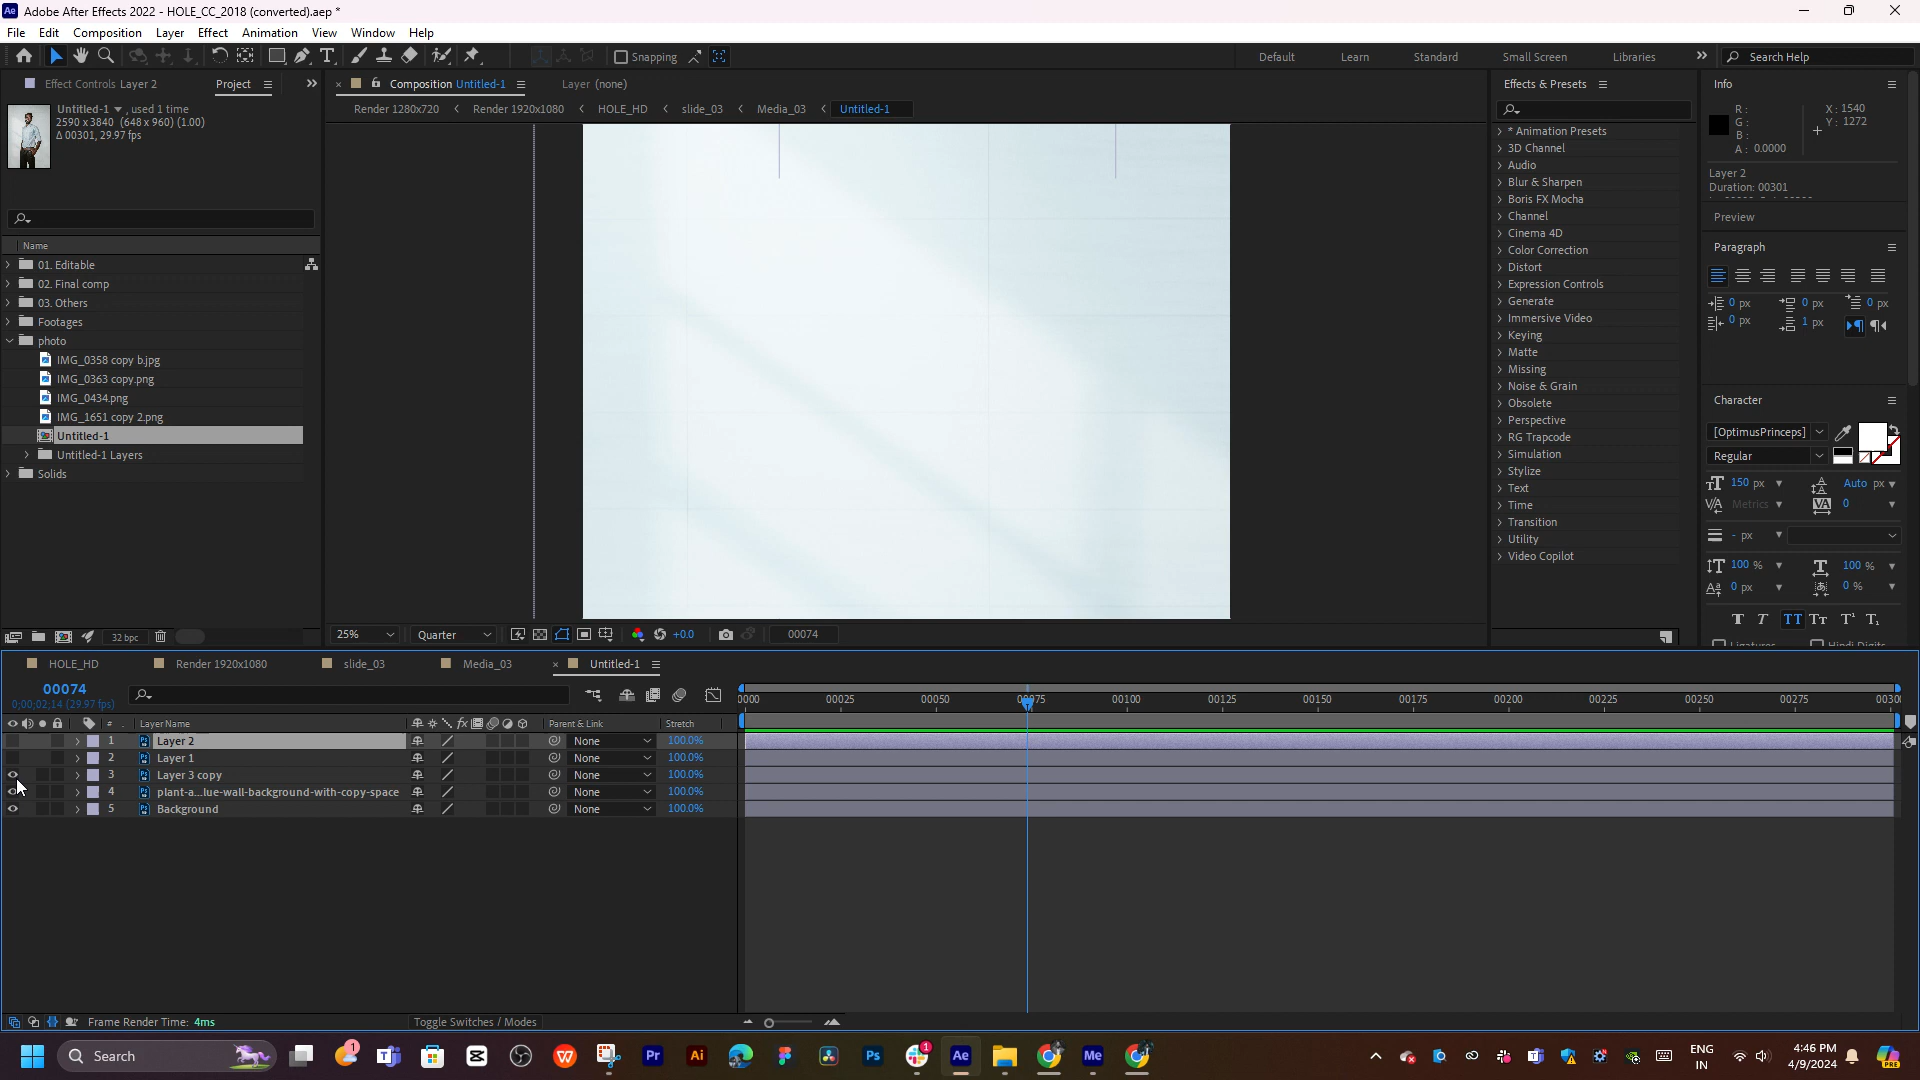 Adobe After Effects 2022 - HOLE_CC_2018 (converted).aep *
File Edit Composition Layer Effect Animation View Window Help
Snapping
Default Learn Standard Small Screen Libraries Search Help
Effect Controls Layer 2 Project
Untitled-1 , used 1 time
2590 x 3840 (648 x 960) (1.00)
Δ 00301, 29.97 fps
Name
01. Editable
02. Final comp
03. Others
Footages
photo
IMG_0358 copy b.jpg
IMG_0363 copy.png
IMG_0434.png
IMG_1651 copy 2.png
Untitled-1
Untitled-1 Layers
Solids
32 bpc
Composition Untitled-1
Layer (none)
Render 1280x720 Render 1920x1080 HOLE_HD slide_03 Media_03 Untitled-1
25% Quarter +0.0 00074
Effects & Presets
* Animation Presets
3D Channel
Audio
Blur & Sharpen
Boris FX Mocha
Channel
Cinema 4D
Color Correction
Distort
Expression Controls
Generate
Immersive Video
Keying
Matte
Missing
Noise & Grain
Obsolete
Perspective
RG Trapcode
Simulation
Stylize
Text
Time
Transition
Utility
Video Copilot
Info
R :
G :
B :
A : 0.0000
X : 1540
Y : 1272
Layer 2
Duration: 00301
Preview
Paragraph
0 px 0 px 0 px
0 px 1 px
Character
[OptimusPrinceps]
Regular
150 px Auto px
Metrics 0
- px
100 % 100 %
0 px 0 %
Ligatures Hindi Digits
HOLE_HD Render 1920x1080 slide_03 Media_03 Untitled-1
00074
0;00;02;14 (29.97 fps)
# Layer Name Parent & Link Stretch
1 Layer 2 None 100.0%
2 Layer 1 None 100.0%
3 Layer 3 copy None 100.0%
4 plant-a...lue-wall-background-with-copy-space None 100.0%
5 Background None 100.0%
00025 00050 00075 00100 00125 00150 00175 00200 00225 00250 00275
Frame Render Time: 4ms
Toggle Switches / Modes
Search
ENG
IN
4:46 PM
4/9/2024